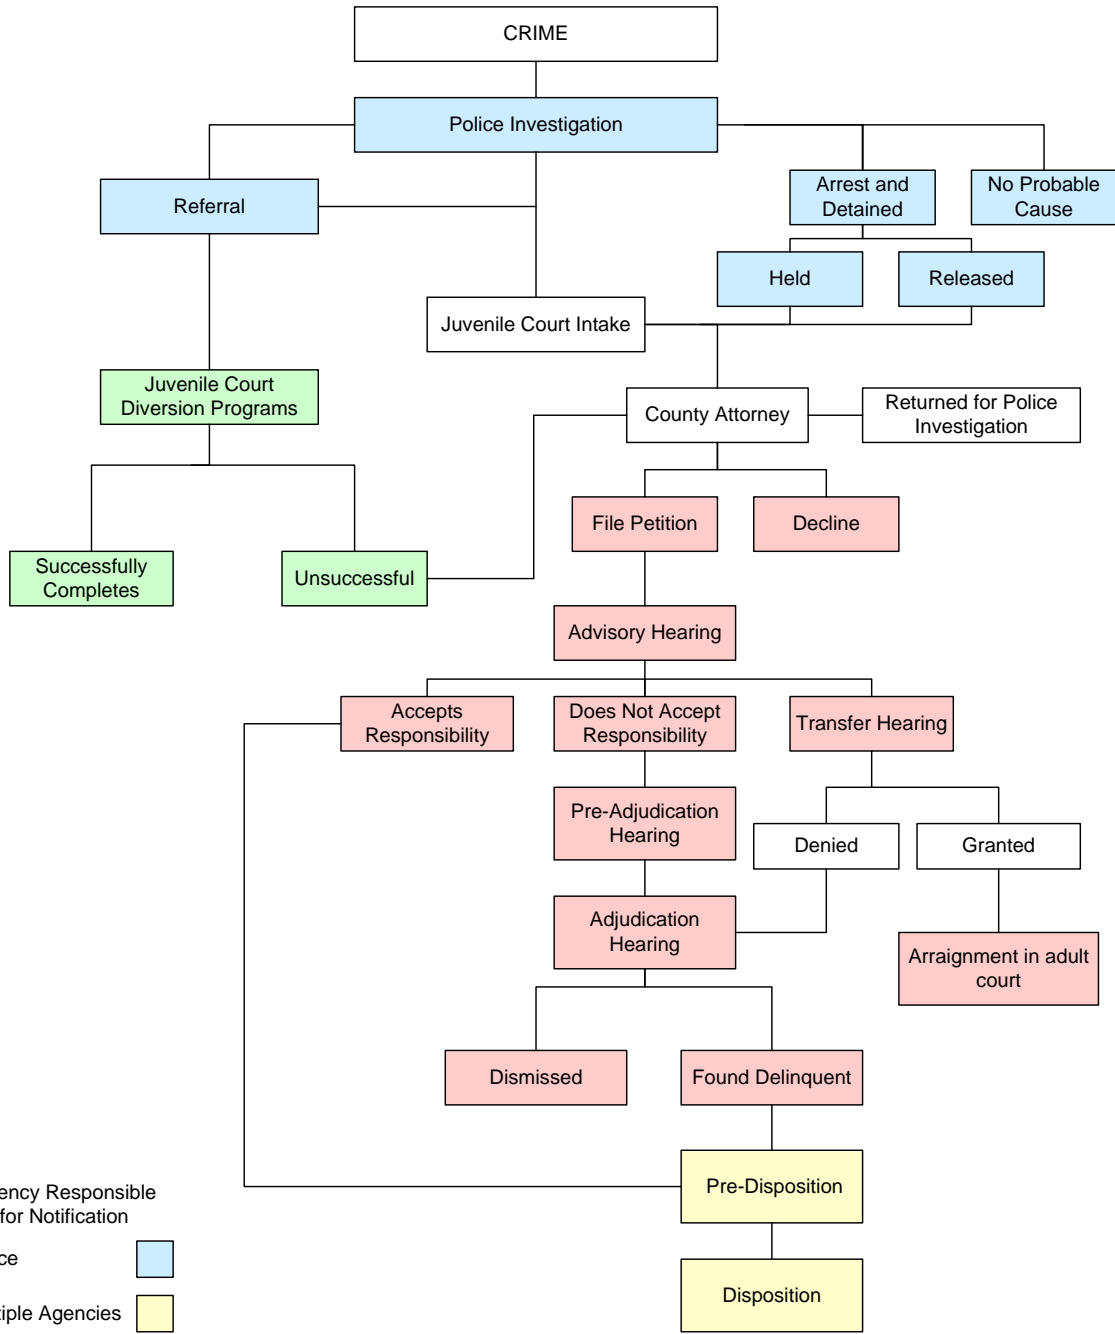 CRIME
Police Investigation
Referral
Arrest and
Detained
No Probable
Cause
Held
Released
Juvenile Court Intake
Juvenile Court
Diversion Programs
County Attorney
Returned for Police
Investigation
File Petition
Decline
Successfully
Completes
Unsuccessful
Advisory Hearing
Accepts
Responsibility
Does Not Accept
Responsibility
Transfer Hearing
Pre-Adjudication
Hearing
Denied
Granted
Adjudication
Hearing
Arraignment in adult
court
Dismissed
Found Delinquent
Pre-Disposition
Disposition
Responsible
for Notification
Agencies